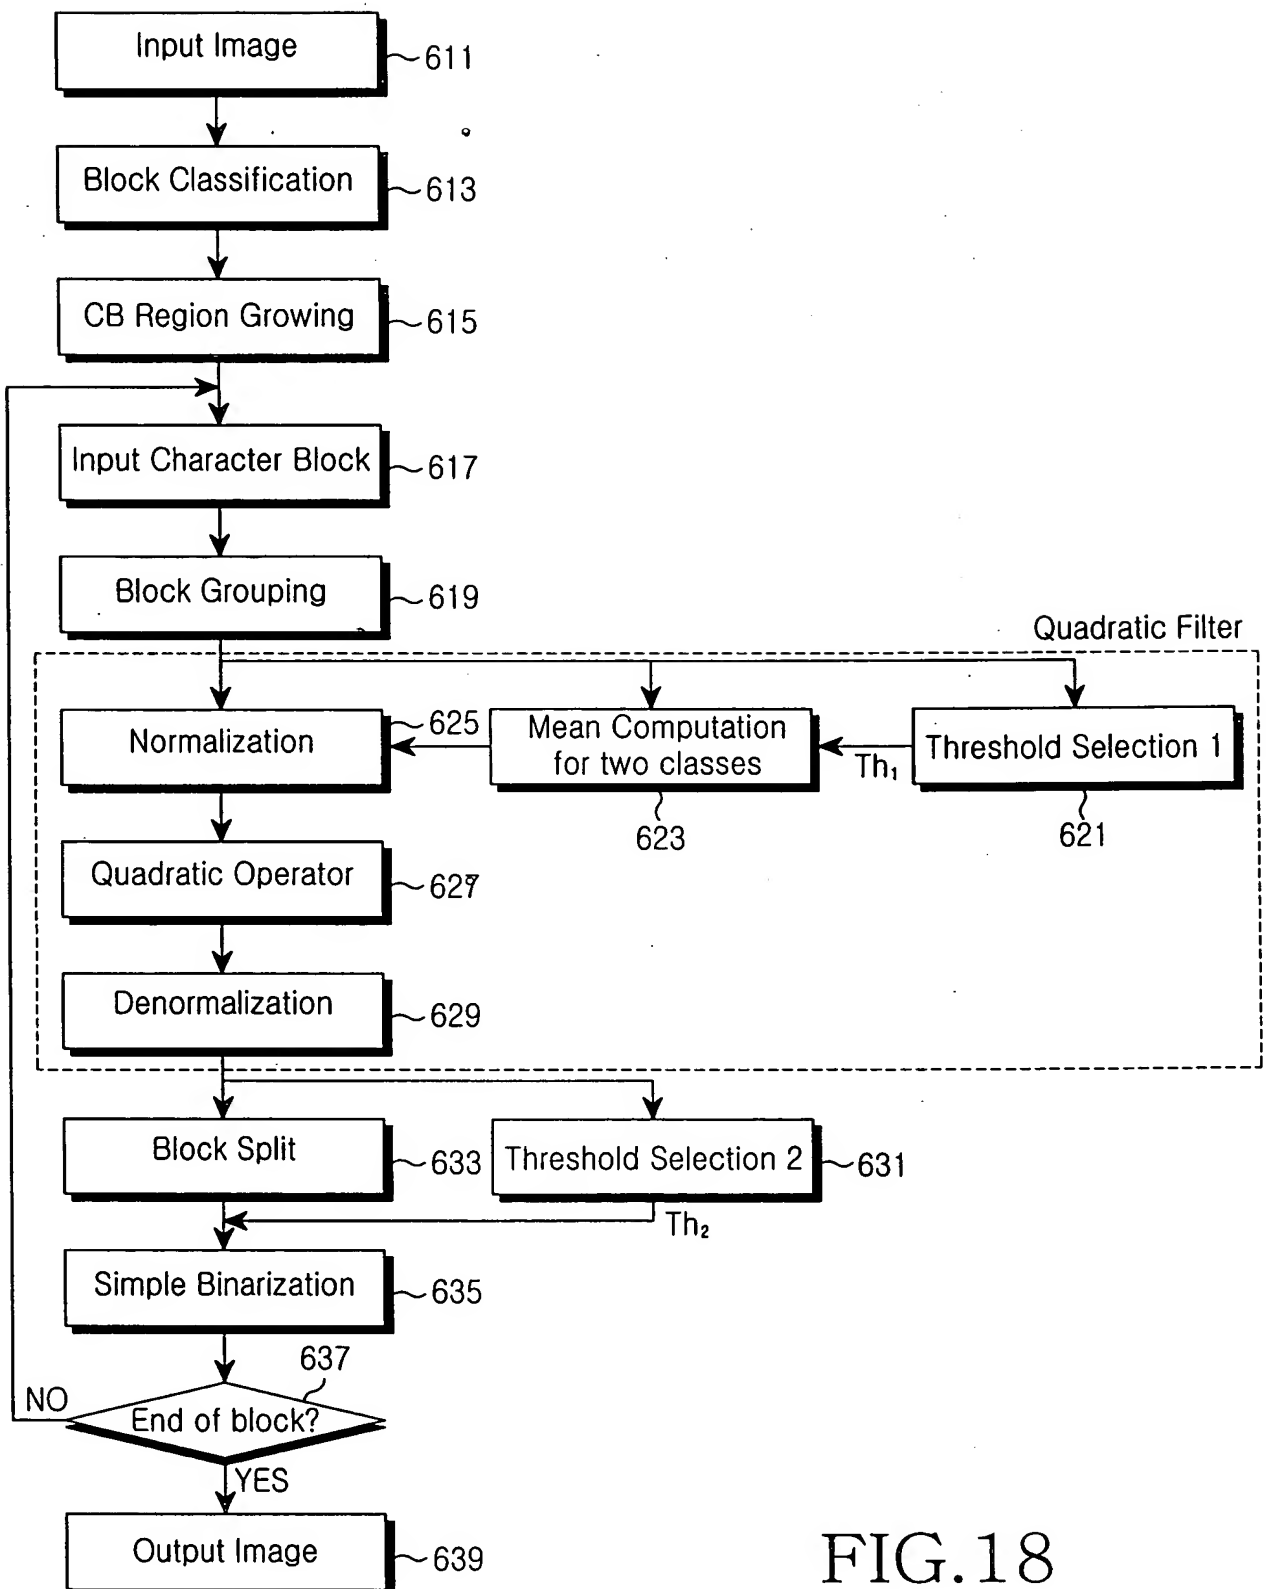 Input Image
611
Block Classification
613
CB Region Growing
615
Input Character Block
617
Block Grouping
619
Quadratic Filter
Normalization
625
Mean Computation
for two classes
623
Th₁
Threshold Selection 1
621
Quadratic Operator
627
Denormalization
629
Block Split
633
Threshold Selection 2
631
Th₂
Simple Binarization
635
637
NO
End of block?
YES
Output Image
639
FIG.18